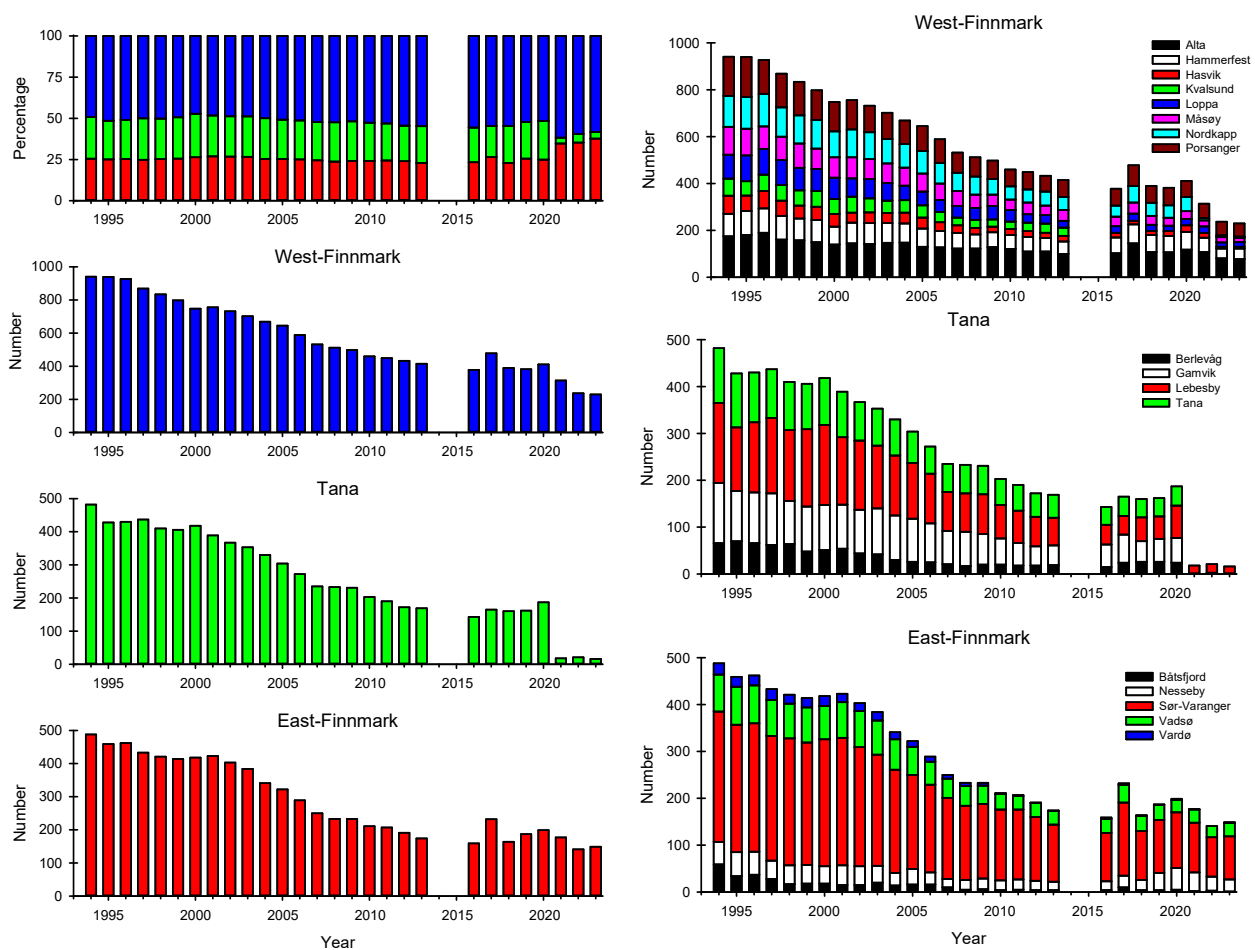 Percentage
100
75
50
25
0
1995 2000 2005 2010 2015 2020
West-Finnmark
Number
1000
800
600
400
200
0
1995 2000 2005 2010 2015 2020
Tana
Number
500
400
300
200
100
0
1995 2000 2005 2010 2015 2020
East-Finnmark
Number
500
400
300
200
100
0
1995 2000 2005 2010 2015 2020
Year
West-Finnmark
Number
1000
800
600
400
200
0
Alta
Hammerfest
Hasvik
Kvalsund
Loppa
Måsøy
Nordkapp
Porsanger
1995 2000 2005 2010 2015 2020
Tana
Number
500
400
300
200
100
0
Berlevåg
Gamvik
Lebesby
Tana
1995 2000 2005 2010 2015 2020
East-Finnmark
Number
500
400
300
200
100
0
Båtsfjord
Nesseby
Sør-Varanger
Vadsø
Vardø
1995 2000 2005 2010 2015 2020
Year